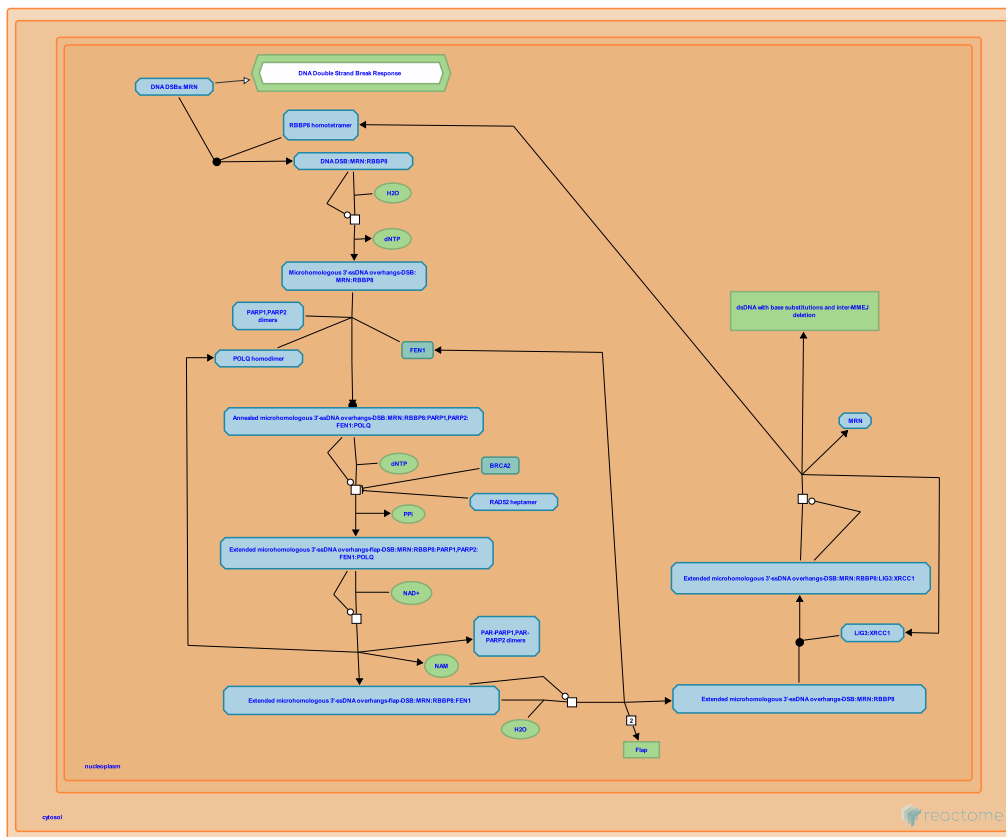 DNA Double Strand Break Response
DNA DSBs:MRN
RBBP8 homotetramer
DNA DSB:MRN:RBBP8
H2O
dNTP
Microhomologous 3'-ssDNA overhangs-DSB:
MRN:RBBP8
PARP1,PARP2
dimers
FEN1
POLQ homodimer
dsDNA with base substitutions and inter-MMEJ
deletion
MRN
Annealed microhomologous 3'-ssDNA overhangs-DSB:MRN:RBBP8:PARP1,PARP2:
FEN1:POLQ
dNTP
BRCA2
RAD52 heptamer
PPi
Extended microhomologous 3'-ssDNA overhangs-flap-DSB:MRN:RBBP8:PARP1,PARP2:
FEN1:POLQ
Extended microhomologous 3'-ssDNA overhangs-DSB:MRN:RBBP8:LIG3:XRCC1
NAD+
PAR-PARP1,PAR-
PARP2 dimers
LIG3:XRCC1
NAM
Extended microhomologous 3'-ssDNA overhangs-flap-DSB:MRN:RBBP8:FEN1
Extended microhomologous 3'-ssDNA overhangs-DSB:MRN:RBBP8
H2O
2
Flap
nucleoplasm
cytosol
reactome